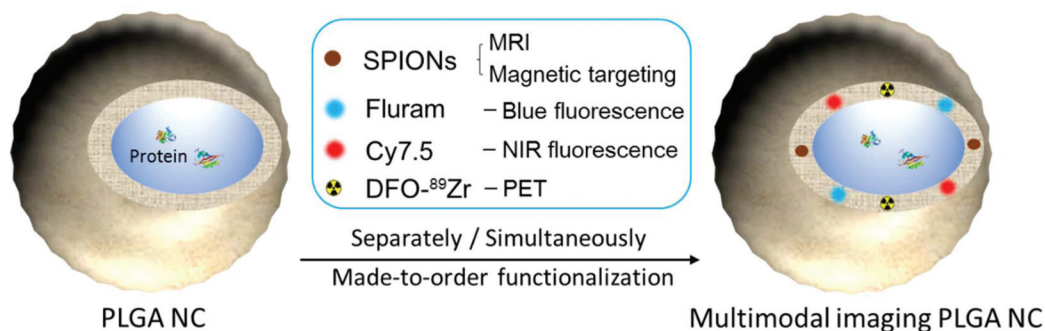 Protein
PLGA NC
SPIONs
MRI
Magnetic targeting
Fluram – Blue fluorescence
Cy7.5 – NIR fluorescence
DFO-⁸⁹Zr – PET
Separately / Simultaneously
Made-to-order functionalization
Multimodal imaging PLGA NC